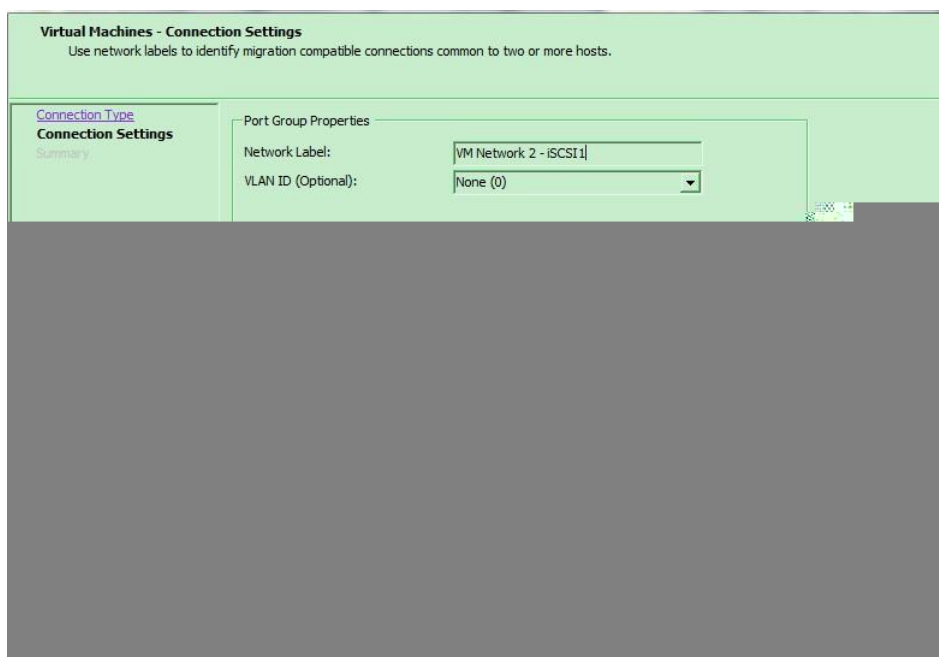 Virtual Machines - Connection Settings
Use network labels to identify migration compatible connections common to two or more hosts.
Connection Type
Connection Settings
Summary
Port Group Properties
Network Label:
VM Network 2 - iSCSI1
VLAN ID (Optional):
None (0)